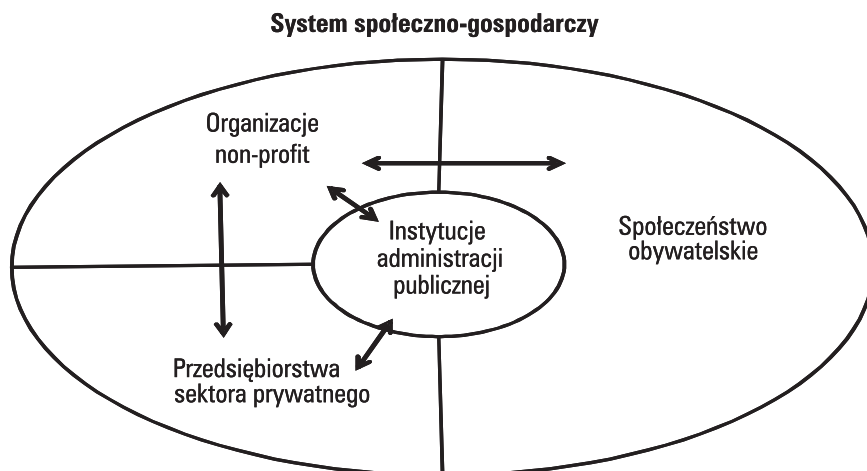 System społeczno-gospodarczy
Organizacje
non-profit
Instytucje
administracji
publicznej
Społeczeństwo
obywatelskie
Przedsiębiorstwa
sektora prywatnego